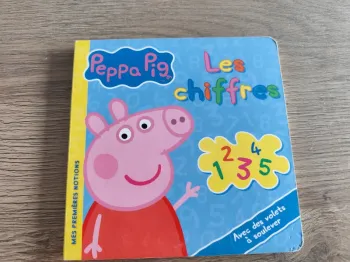 Peppa Pig
Les
chiffres
1 2 3 4 5
Avec des volets
à soulever
MES PREMIÈRES NOTIONS